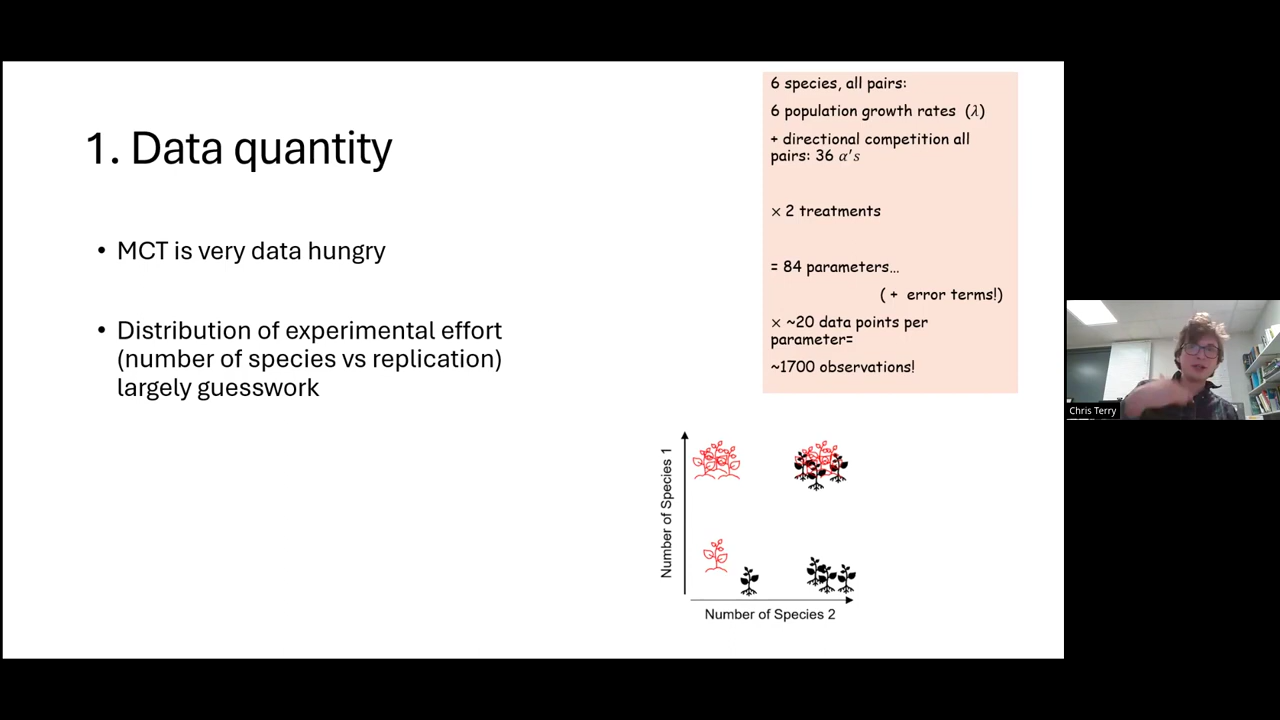 1. Data quantity
• MCT is very data hungry
• Distribution of experimental effort
(number of species vs replication)
largely guesswork
6 species, all pairs:
6 population growth rates (λ)
+ directional competition all
pairs: 36 α's
× 2 treatments
= 84 parameters…
( + error terms!)
× ~20 data points per
parameter=
~1700 observations!
Number of Species 1
Number of Species 2
Chris Terry